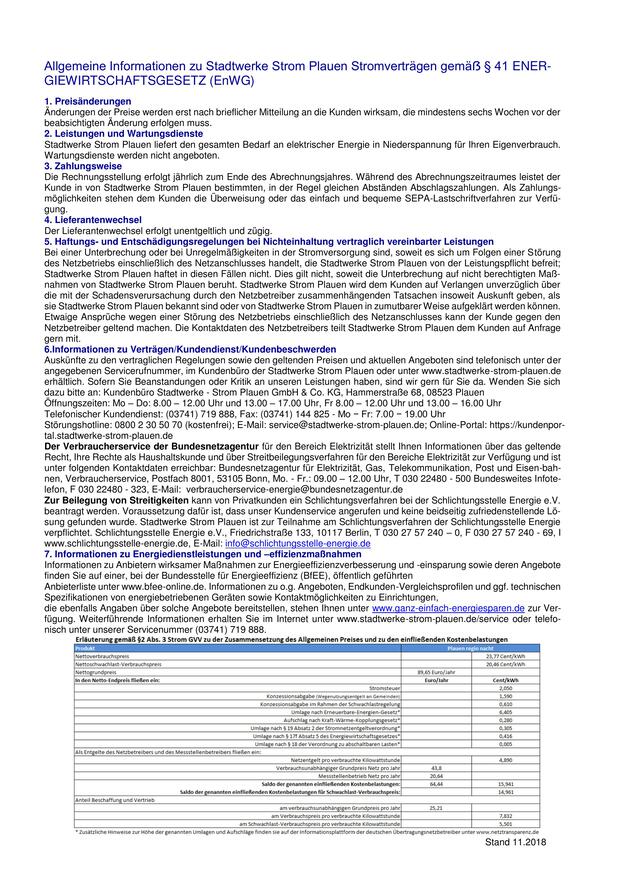 Allgemeine Informationen zu Stadtwerke Strom Plauen Stromverträgen gemäß § 41 ENER-
GIEWIRTSCHAFTSGESETZ (EnWG)
1. Preisänderungen
Änderungen der Preise werden erst nach brieflicher Mitteilung an die Kunden wirksam, die mindestens sechs Wochen vor der
beabsichtigten Änderung erfolgen muss.
2. Leistungen und Wartungsdienste
Stadtwerke Strom Plauen liefert den gesamten Bedarf an elektrischer Energie in Niederspannung für Ihren Eigenverbrauch.
Wartungsdienste werden nicht angeboten.
3. Zahlungsweise
Die Rechnungsstellung erfolgt jährlich zum Ende des Abrechnungsjahres. Während des Abrechnungszeitraumes leistet der
Kunde in von Stadtwerke Strom Plauen bestimmten, in der Regel gleichen Abständen Abschlagszahlungen. Als Zahlungs-
möglichkeiten stehen dem Kunden die Überweisung oder das einfach und bequeme SEPA-Lastschriftverfahren zur Verfü-
gung.
4. Lieferantenwechsel
Der Lieferantenwechsel erfolgt unentgeltlich und zügig.
5. Haftungs- und Entschädigungsregelungen bei Nichteinhaltung vertraglich vereinbarter Leistungen
Bei einer Unterbrechung oder bei Unregelmäßigkeiten in der Stromversorgung sind, soweit es sich um Folgen einer Störung
des Netzbetriebs einschließlich des Netzanschlusses handelt, die Stadtwerke Strom Plauen von der Leistungspflicht befreit;
Stadtwerke Strom Plauen haftet in diesen Fällen nicht. Dies gilt nicht, soweit die Unterbrechung auf nicht berechtigten Maß-
nahmen von Stadtwerke Strom Plauen beruht. Stadtwerke Strom Plauen wird dem Kunden auf Verlangen unverzüglich über
die mit der Schadensverursachung durch den Netzbetreiber zusammenhängenden Tatsachen insoweit Auskunft geben, als
sie Stadtwerke Strom Plauen bekannt sind oder von Stadtwerke Strom Plauen in zumutbarer Weise aufgeklärt werden können.
Etwaige Ansprüche wegen einer Störung des Netzbetriebs einschließlich des Netzanschlusses kann der Kunde gegen den
Netzbetreiber geltend machen. Die Kontaktdaten des Netzbetreibers teilt Stadtwerke Strom Plauen dem Kunden auf Anfrage
gern mit.
6.Informationen zu Verträgen/Kundendienst/Kundenbeschwerden
Auskünfte zu den vertraglichen Regelungen sowie den geltenden Preisen und aktuellen Angeboten sind telefonisch unter der
angegebenen Servicerufnummer, im Kundenbüro der Stadtwerke Strom Plauen oder unter www.stadtwerke-strom-plauen.de
erhältlich. Sofern Sie Beanstandungen oder Kritik an unseren Leistungen haben, sind wir gern für Sie da. Wenden Sie sich
dazu bitte an: Kundenbüro Stadtwerke - Strom Plauen GmbH & Co. KG, Hammerstraße 68, 08523 Plauen
Öffnungszeiten: Mo – Do: 8.00 – 12.00 Uhr und 13.00 – 17.00 Uhr, Fr 8.00 – 12.00 Uhr und 13.00 – 16.00 Uhr
Telefonischer Kundendienst: (03741) 719 888, Fax: (03741) 144 825 - Mo − Fr: 7.00 − 19.00 Uhr
Störungshotline: 0800 2 30 50 70 (kostenfrei); E-Mail: service@stadtwerke-strom-plauen.de; Online-Portal: https://kundenpor-
tal.stadtwerke-strom-plauen.de
Der Verbraucherservice der Bundesnetzagentur für den Bereich Elektrizität stellt Ihnen Informationen über das geltende
Recht, Ihre Rechte als Haushaltskunde und über Streitbeilegungsverfahren für den Bereich Elektrizität zur Verfügung und ist
unter folgenden Kontaktdaten erreichbar: Bundesnetzagentur für Elektrizität, Gas, Telekommunikation, Post und Eisen-bah-
nen, Verbraucherservice, Postfach 8001, 53105 Bonn, Mo. - Fr.: 09.00 – 12.00 Uhr, T 030 22480 - 500 Bundesweites Infote-
lefon, F 030 22480 - 323, E-Mail: verbraucherservice-energie@bundesnetzagentur.de .
Zur Beilegung von Streitigkeiten kann von Privatkunden ein Schlichtungsverfahren bei der Schlichtungsstelle Energie e.V.
beantragt werden. Voraussetzung dafür ist, dass unser Kundenservice angerufen und keine beidseitig zufriedenstellende Lö-
sung gefunden wurde. Stadtwerke Strom Plauen ist zur Teilnahme am Schlichtungsverfahren der Schlichtungsstelle Energie
verpflichtet. Schlichtungsstelle Energie e.V., Friedrichstraße 133, 10117 Berlin, T 030 27 57 240 – 0, F 030 27 57 240 - 69, I
www.schlichtungsstelle-energie.de, E-Mail: info@schlichtungsstelle-energie.de
7. Informationen zu Energiedienstleistungen und –effizienzmaßnahmen
Informationen zu Anbietern wirksamer Maßnahmen zur Energieeffizienzverbesserung und -einsparung sowie deren Angebote
finden Sie auf einer, bei der Bundesstelle für Energieeffizienz (BfEE), öffentlich geführten
Anbieterliste unter www.bfee-online.de. Informationen zu o.g. Angeboten, Endkunden-Vergleichsprofilen und ggf. technischen
Spezifikationen von energiebetriebenen Geräten sowie Kontaktmöglichkeiten zu Einrichtungen,
die ebenfalls Angaben über solche Angebote bereitstellen, stehen Ihnen unter www.ganz-einfach-energiesparen.de zur Ver-
fügung. Weiterführende Informationen erhalten Sie im Internet unter www.stadtwerke-strom-plauen.de/service oder telefo-
nisch unter unserer Servicenummer (03741) 719 888.
Erläuterung gemäß §2 Abs. 3 Strom GVV zu der Zusammensetzung des Allgemeinen Preises und zu den einfließenden Kostenbelastungen
Produkt Plauen regio nacht
Nettoverbrauchspreis 23,77 Cent/kWh
Nettoschwachlast-Verbrauchspreis 20,46 Cent/kWh
Nettogrundpreis 89,65 Euro/Jahr
In den Netto-Endpreis fließen ein: Euro/Jahr Cent/kWh
Stromsteuer 2,050
Konzessionsabgabe (Wegenutzungsentgelt an Gemeinden) 1,590
Konzessionsabgabe im Rahmen der Schwachlastregelung 0,610
Umlage nach Erneuerbare-Energien-Gesetz* 6,405
Aufschlag nach Kraft-Wärme-Kopplungsgesetz* 0,280
Umlage nach § 19 Absatz 2 der Stromnetzentgeltverordnung* 0,305
Umlage nach § 17f Absatz 5 des Energiewirtschaftsgesetzes* 0,416
Umlage nach § 18 der Verordnung zu abschaltbaren Lasten* 0,005
Als Entgelte des Netzbetreibers und des Messstellenbetreibers fließen ein:
Netzentgelt pro verbrauchte Kilowattstunde 4,890
Verbrauchsunabhängiger Grundpreis Netz pro Jahr 43,8
Messstellenbetrieb Netz pro Jahr 20,64
Saldo der genannten einfließenden Kostenbelastungen: 64,44 15,941
Saldo der genannten einfließenden Kostenbelastungen für Schwachlast-Verbrauchspreis: 14,961
Anteil Beschaffung und Vertrieb
am verbrauchsunabhängigen Grundpreis pro Jahr 25,21
am Verbrauchspreis pro verbrauchte Kilowattstunde 7,832
am Schwachlast-Verbrauchspreis pro verbrauchte Kilowattstunde 5,501
* Zusätzliche Hinweise zur Höhe der genannten Umlagen und Aufschläge finden sie auf der Informationsplattform der deutschen Übertragungsnetzbetreiber unter www.netztransparenz.de
Stand 11.2018